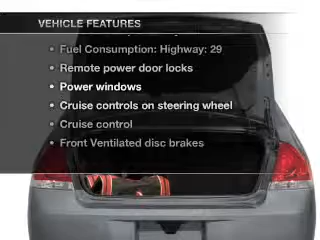 VEHICLE FEATURES
• Fuel Consumption: Highway: 29
• Remote power door locks
• Power windows
• Cruise controls on steering wheel
• Cruise control
• Front Ventilated disc brakes